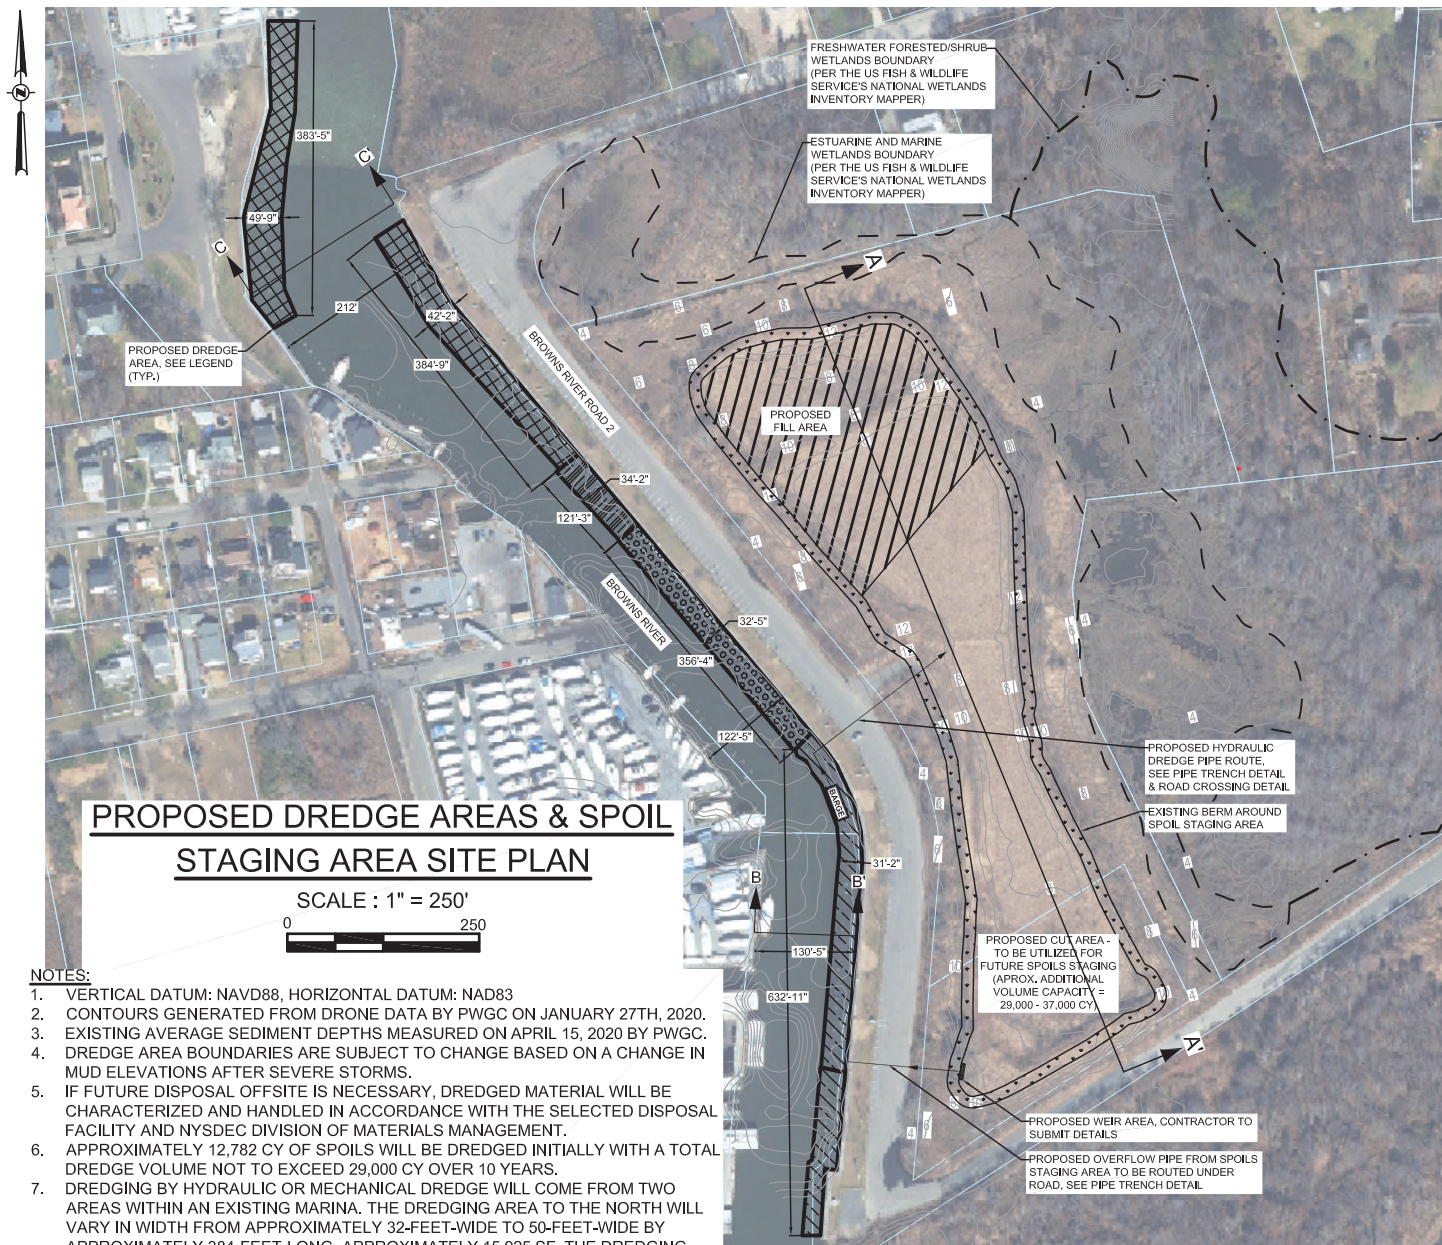 FRESHWATER FORESTED/SHRUB
WETLANDS BOUNDARY
(PER THE US FISH & WILDLIFE
SERVICE'S NATIONAL WETLANDS
INVENTORY MAPPER)
ESTUARINE AND MARINE
WETLANDS BOUNDARY
(PER THE US FISH & WILDLIFE
SERVICE'S NATIONAL WETLANDS
INVENTORY MAPPER)
383'-5"
C'
49'-9"
C
A
212'
42'-2"
384'-9"
PROPOSED DREDGE
AREA, SEE LEGEND
(TYP.)
BROWNS RIVER ROAD 2
PROPOSED
FILL AREA
34'-2"
121'-3"
BROWNS RIVER
32'-5"
356'-4"
122'-5"
PROPOSED HYDRAULIC
DREDGE PIPE ROUTE,
SEE PIPE TRENCH DETAIL
& ROAD CROSSING DETAIL
EXISTING BERM AROUND
SPOIL STAGING AREA
BARGE
31'-2"
B
B'
130'-5"
632'-11"
PROPOSED CUT AREA -
TO BE UTILIZED FOR
FUTURE SPOILS STAGING
(APROX. ADDITIONAL
VOLUME CAPACITY =
29,000 - 37,000 CY)
A'
PROPOSED WEIR AREA, CONTRACTOR TO
SUBMIT DETAILS
PROPOSED OVERFLOW PIPE FROM SPOILS
STAGING AREA TO BE ROUTED UNDER
ROAD, SEE PIPE TRENCH DETAIL
PROPOSED DREDGE AREAS & SPOIL
STAGING AREA SITE PLAN
SCALE : 1" = 250'
0 250
NOTES:
1. VERTICAL DATUM: NAVD88, HORIZONTAL DATUM: NAD83
2. CONTOURS GENERATED FROM DRONE DATA BY PWGC ON JANUARY 27TH, 2020.
3. EXISTING AVERAGE SEDIMENT DEPTHS MEASURED ON APRIL 15, 2020 BY PWGC.
4. DREDGE AREA BOUNDARIES ARE SUBJECT TO CHANGE BASED ON A CHANGE IN
MUD ELEVATIONS AFTER SEVERE STORMS.
5. IF FUTURE DISPOSAL OFFSITE IS NECESSARY, DREDGED MATERIAL WILL BE
CHARACTERIZED AND HANDLED IN ACCORDANCE WITH THE SELECTED DISPOSAL
FACILITY AND NYSDEC DIVISION OF MATERIALS MANAGEMENT.
6. APPROXIMATELY 12,782 CY OF SPOILS WILL BE DREDGED INITIALLY WITH A TOTAL
DREDGE VOLUME NOT TO EXCEED 29,000 CY OVER 10 YEARS.
7. DREDGING BY HYDRAULIC OR MECHANICAL DREDGE WILL COME FROM TWO
AREAS WITHIN AN EXISTING MARINA. THE DREDGING AREA TO THE NORTH WILL
VARY IN WIDTH FROM APPROXIMATELY 32-FEET-WIDE TO 50-FEET-WIDE BY
APPROXIMATELY 384-FEET-LONG, APPROXIMATELY 15,925 SF. THE DREDGING